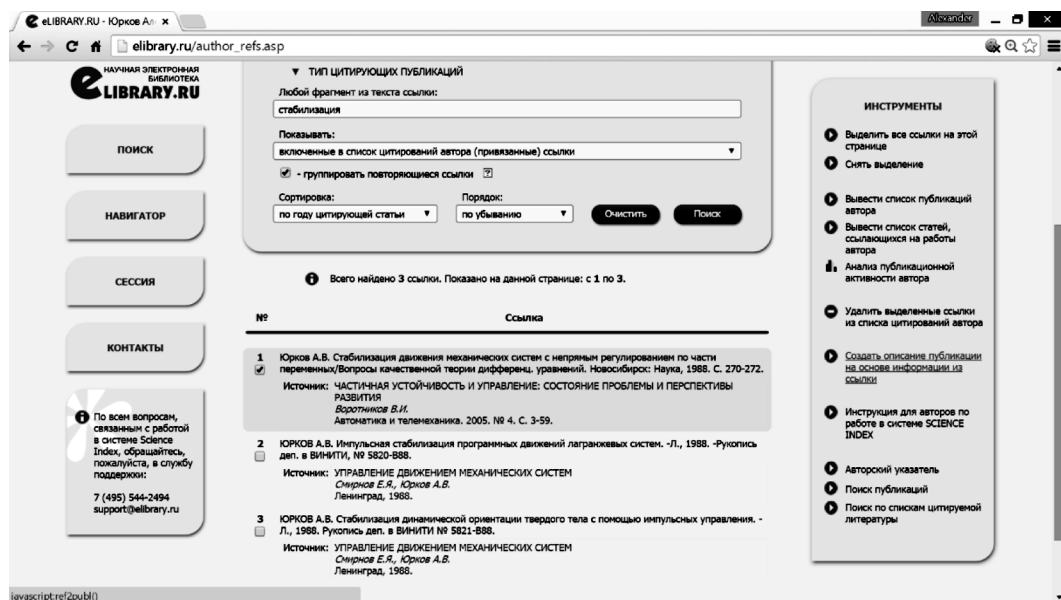 eLIBRARY.RU - Юрков Ал
Alexander
elibrary.ru/author_refs.asp
НАУЧНАЯ ЭЛЕКТРОННАЯ
БИБЛИОТЕКА
eLIBRARY.RU
ПОИСК
НАВИГАТОР
СЕССИЯ
КОНТАКТЫ
По всем вопросам,
связанным с работой
в системе Science
Index, обращайтесь,
пожалуйста, в службу
поддержки:
7 (495) 544-2494
support@elibrary.ru
▼ ТИП ЦИТИРУЮЩИХ ПУБЛИКАЦИЙ
Любой фрагмент из текста ссылки:
стабилизация
Показывать:
включенные в список цитирований автора (привязанные) ссылки
- группировать повторяющиеся ссылки ?
Сортировка: Порядок:
по году цитирующей статьи по убыванию Очистить Поиск
Всего найдено 3 ссылки. Показано на данной странице: с 1 по 3.
№ Ссылка
1 Юрков А.В. Стабилизация движения механических систем с непрямым регулированием по части
переменных/Вопросы качественной теории дифференц. уравнений. Новосибирск: Наука, 1988. С. 270-272.
Источник: ЧАСТИЧНАЯ УСТОЙЧИВОСТЬ И УПРАВЛЕНИЕ: СОСТОЯНИЕ ПРОБЛЕМЫ И ПЕРСПЕКТИВЫ
РАЗВИТИЯ
Воротников В.И.
Автоматика и телемеханика. 2005. № 4. С. 3-59.
2 ЮРКОВ А.В. Импульсная стабилизация программных движений лагранжевых систем. -Л., 1988. -Рукопись
деп. в ВИНИТИ, № 5820-В88.
Источник: УПРАВЛЕНИЕ ДВИЖЕНИЕМ МЕХАНИЧЕСКИХ СИСТЕМ
Смирнов Е.Я., Юрков А.В.
Ленинград, 1988.
3 ЮРКОВ А.В. Стабилизация динамической ориентации твердого тела с помощью импульсных управления. -
Л., 1988. Рукопись деп. в ВИНИТИ № 5821-В88.
Источник: УПРАВЛЕНИЕ ДВИЖЕНИЕМ МЕХАНИЧЕСКИХ СИСТЕМ
Смирнов Е.Я., Юрков А.В.
Ленинград, 1988.
ИНСТРУМЕНТЫ
Выделить все ссылки на этой
странице
Снять выделение
Вывести список публикаций
автора
Вывести список статей,
ссылающихся на работы
автора
Анализ публикационной
активности автора
Удалить выделенные ссылки
из списка цитирований автора
Создать описание публикации
на основе информации из
ссылки
Инструкция для авторов по
работе в системе SCIENCE
INDEX
Авторский указатель
Поиск публикаций
Поиск по спискам цитируемой
литературы
javascript:ref2publ()